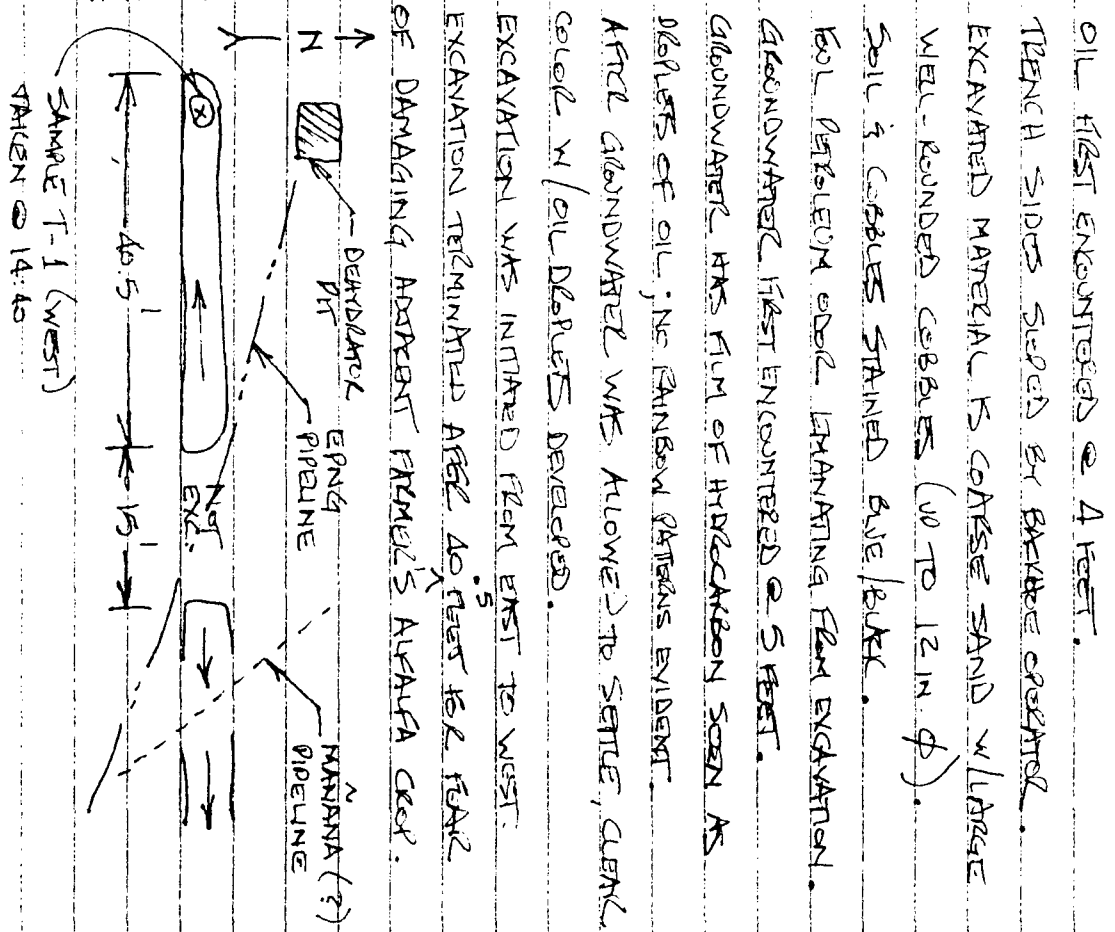 OIL FIRST ENCOUNTERED @ 4 FEET.
TRENCH SIDES SLOPED BY BACKHOE OPERATOR.
EXCAVATED MATERIAL IS COARSE SAND W/LARGE
WELL-ROUNDED COBBLES (UP TO 12 IN ϕ).
SOIL & COBBLES STAINED BLUE/BLACK.
FOUL PETROLEUM ODOR EMANATING FROM EXCAVATION.
GROUNDWATER FIRST ENCOUNTERED @ 5 FEET.
GROUNDWATER HAS FILM OF HYDROCARBON SEEN AS
DROPLETS OF OIL; NO RAINBOW PATTERNS EVIDENT.
AFTER GROUNDWATER WAS ALLOWED TO SETTLE, CLEAR
COLOR W/OIL DROPLETS DEVELOPED.
EXCAVATION WAS INITIATED FROM EAST TO WEST.
EXCAVATION TERMINATED AFTER 40.5 FEET FOR FEAR
OF DAMAGING ADJACENT FARMER'S ALFALFA CROP.
N
DEHYDRATOR
PIT
EPNG
PIPELINE
MAÑANA (?)
PIPELINE
X
NOT
EXC.
40.5'
15'
SAMPLE T-1 (WEST)
TAKEN @ 14:40